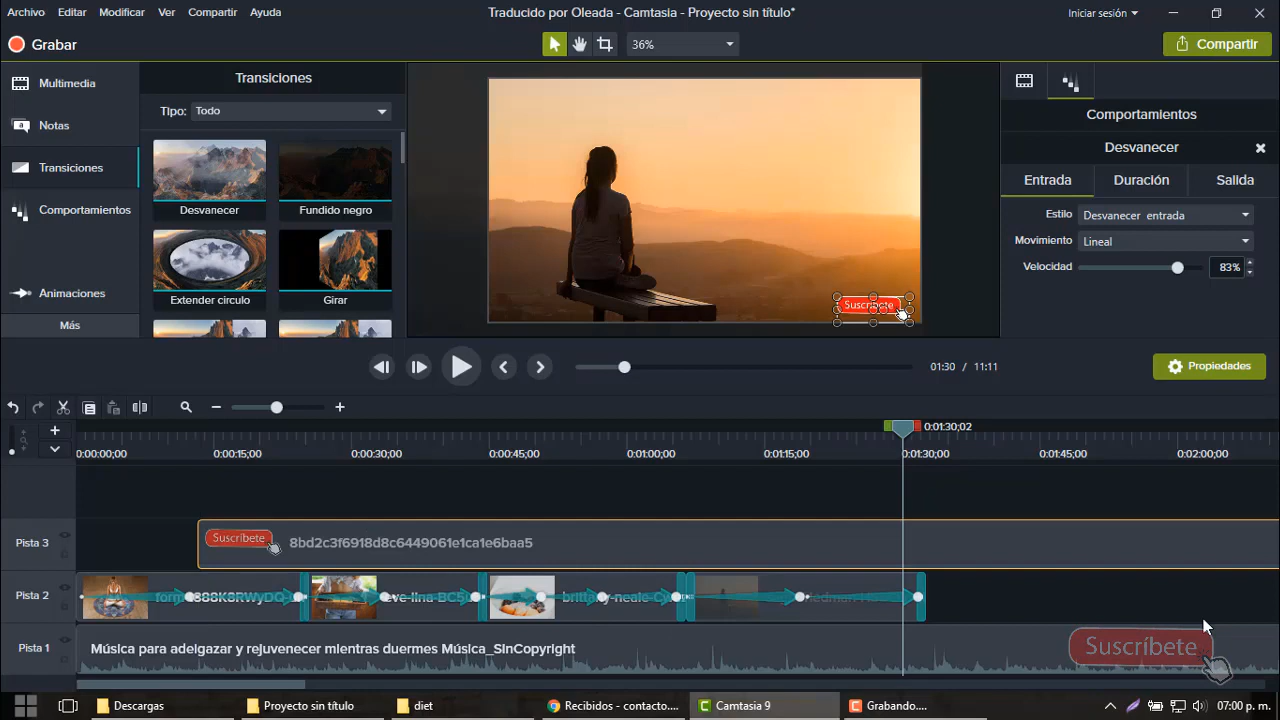 Archivo Editar Modificar Ver Compartir Ayuda
Traducido por Oleada - Camtasia - Proyecto sin título*
Iniciar sesión
Grabar
36%
Compartir
Multimedia
Notas
Transiciones
Comportamientos
Animaciones
Más
Transiciones
Tipo: Todo
Desvanecer
Fundido negro
Extender circulo
Girar
Suscríbete
Comportamientos
Desvanecer
Entrada Duración Salida
Estilo Desvanecer entrada
Movimiento Lineal
Velocidad 83%
01:30 / 11:11
Propiedades
0:01:30;02
0:00:00;00 0:00:15;00 0:00:30;00 0:00:45;00 0:01:00;00 0:01:15;00 0:01:30;00 0:01:45;00 0:02:00;00
Pista 3
Suscríbete
8bd2c3f6918d8c6449061e1ca1e6baa5
Pista 2
Pista 1
Música para adelgazar y rejuvenecer mientras duermes Música_SinCopyright
Suscríbete
Descargas
Proyecto sin título
diet
Recibidos - contacto....
Camtasia 9
Grabando....
07:00 p. m.